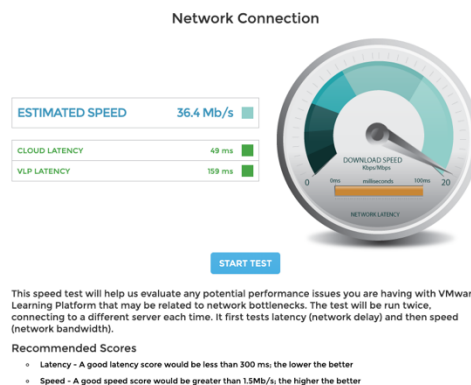 Network Connection
ESTIMATED SPEED 36.4 Mb/s
CLOUD LATENCY 49 ms
VLP LATENCY 159 ms
DOWNLOAD SPEED
Kbps/Mbps
0 0ms milliseconds 100ms 20
NETWORK LATENCY
START TEST
This speed test will help us evaluate any potential performance issues you are having with VMwar
Learning Platform that may be related to network bottlenecks. The test will be run twice,
connecting to a different server each time. It first tests latency (network delay) and then speed
(network bandwidth).
Recommended Scores
Latency - A good latency score would be less than 300 ms; the lower the better
Speed - A good speed score would be greater than 1.5Mb/s; the higher the better